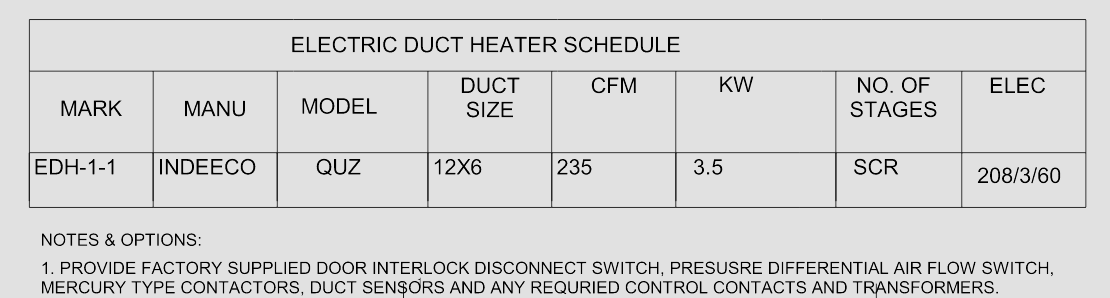 ELECTRIC DUCT HEATER SCHEDULE
MARK MANU MODEL DUCT SIZE CFM KW NO. OF STAGES ELEC
EDH-1-1 INDEECO QUZ 12X6 235 3.5 SCR 208/3/60
NOTES & OPTIONS:
1. PROVIDE FACTORY SUPPLIED DOOR INTERLOCK DISCONNECT SWITCH, PRESUSRE DIFFERENTIAL AIR FLOW SWITCH,
MERCURY TYPE CONTACTORS, DUCT SENSORS AND ANY REQURIED CONTROL CONTACTS AND TRANSFORMERS.